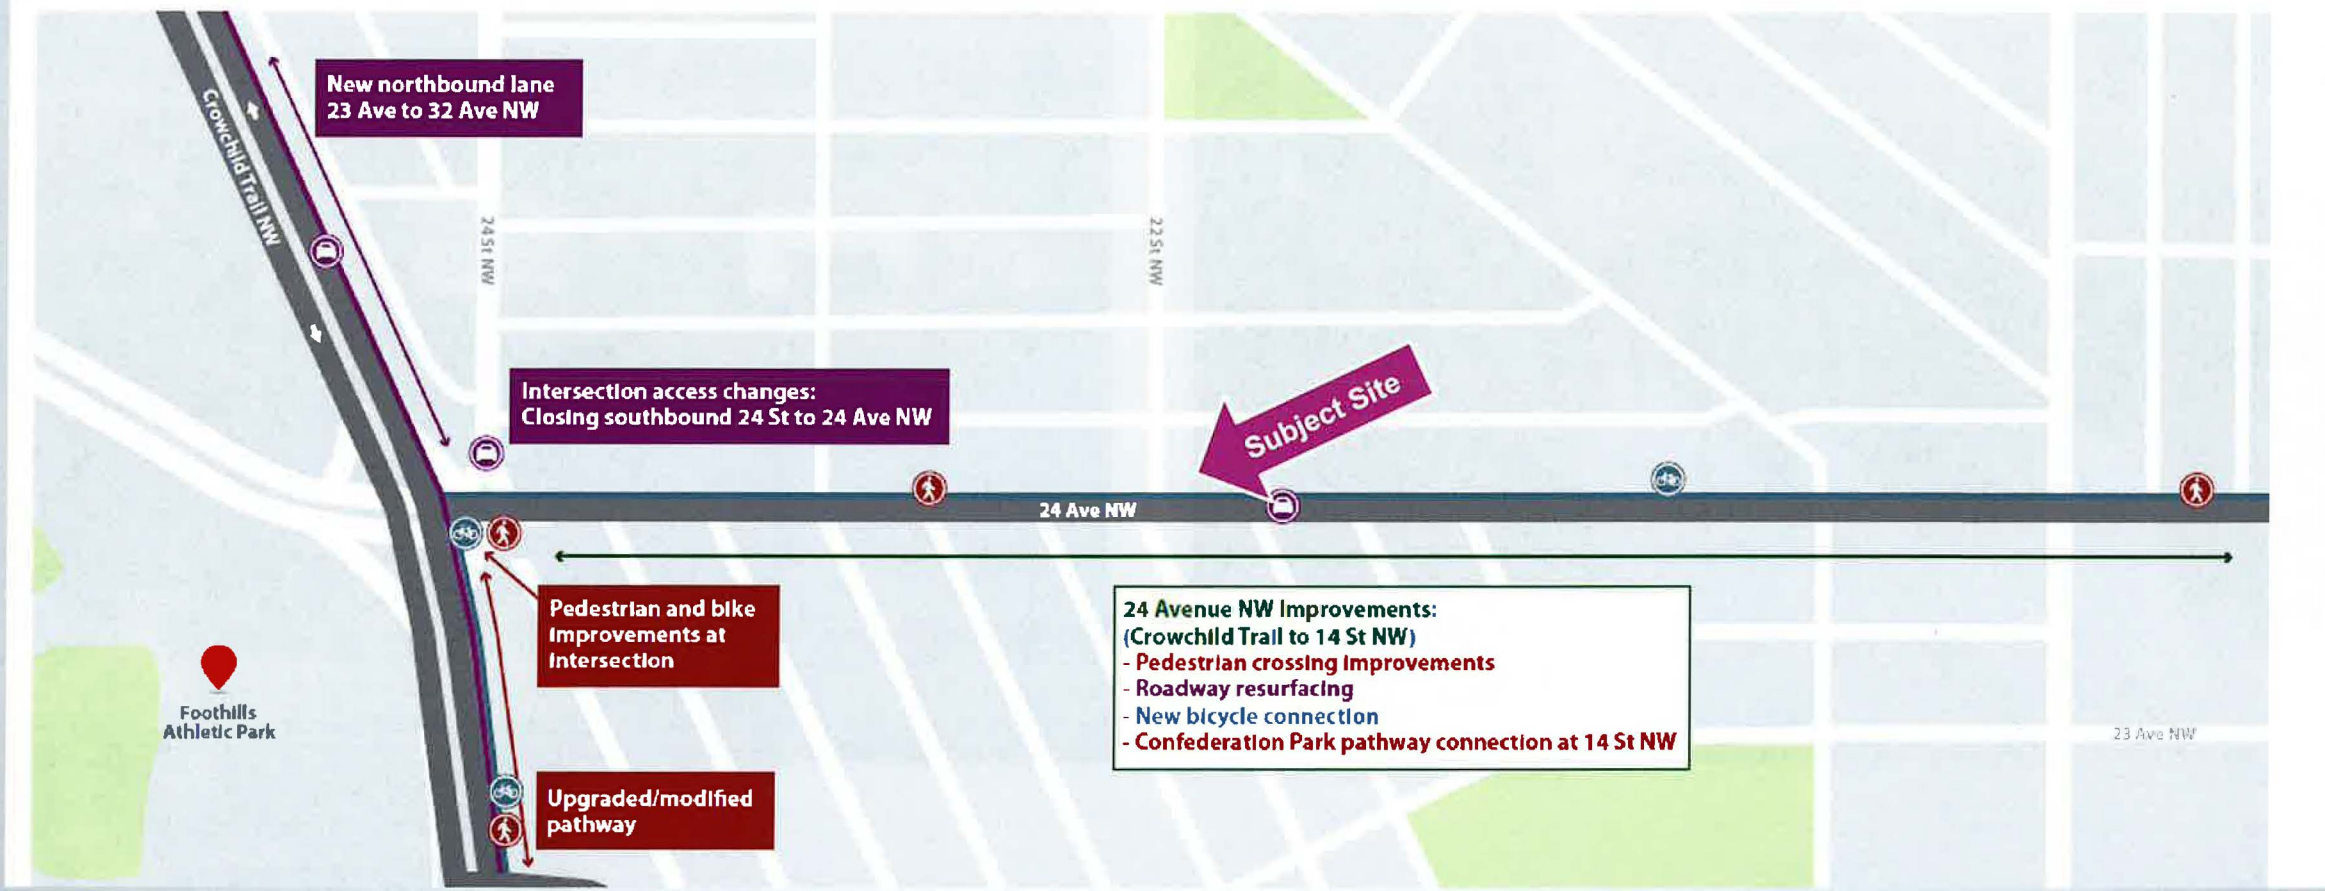 New northbound lane
23 Ave to 32 Ave NW
Crowchild Trail NW
24 St NW
22 St NW
Intersection access changes:
Closing southbound 24 St to 24 Ave NW
Subject Site
24 Ave NW
Pedestrian and bike
improvements at
intersection
24 Avenue NW Improvements:
(Crowchild Trail to 14 St NW)
- Pedestrian crossing improvements
- Roadway resurfacing
- New bicycle connection
- Confederation Park pathway connection at 14 St NW
Foothills
Athletic Park
23 Ave NW
Upgraded/modified
pathway